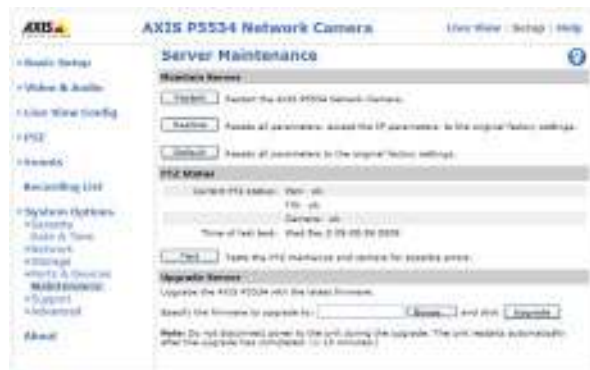 AXIS
AXIS P5534 Network Camera
Live View | Setup | Help
Basic Setup
Video & Audio
Live View Config
PTZ
Events
Recording List
System Options
Security
Date & Time
Network
Storage
Ports & Devices
Maintenance
Support
Advanced
About
Server Maintenance
Maintain Server
Restart
Restart the AXIS P5534 Network Camera.
Restore
Resets all parameters, except the IP parameters, to the original factory settings.
Default
Resets all parameters to the original factory settings.
PTZ Status
Current PTZ status: Pan: ok
Tilt: ok
Camera: ok
Time of last test: Wed Dec
Test
Tests the PTZ mechanics and camera for possible errors.
Upgrade Server
Upgrade the AXIS P5534 with the latest firmware.
Specify the firmware to upgrade to:
Browse...
and click
Upgrade
Note: Do not disconnect power to the unit during the upgrade. The unit restarts automatically
after the upgrade has completed. (1-10 minutes.)